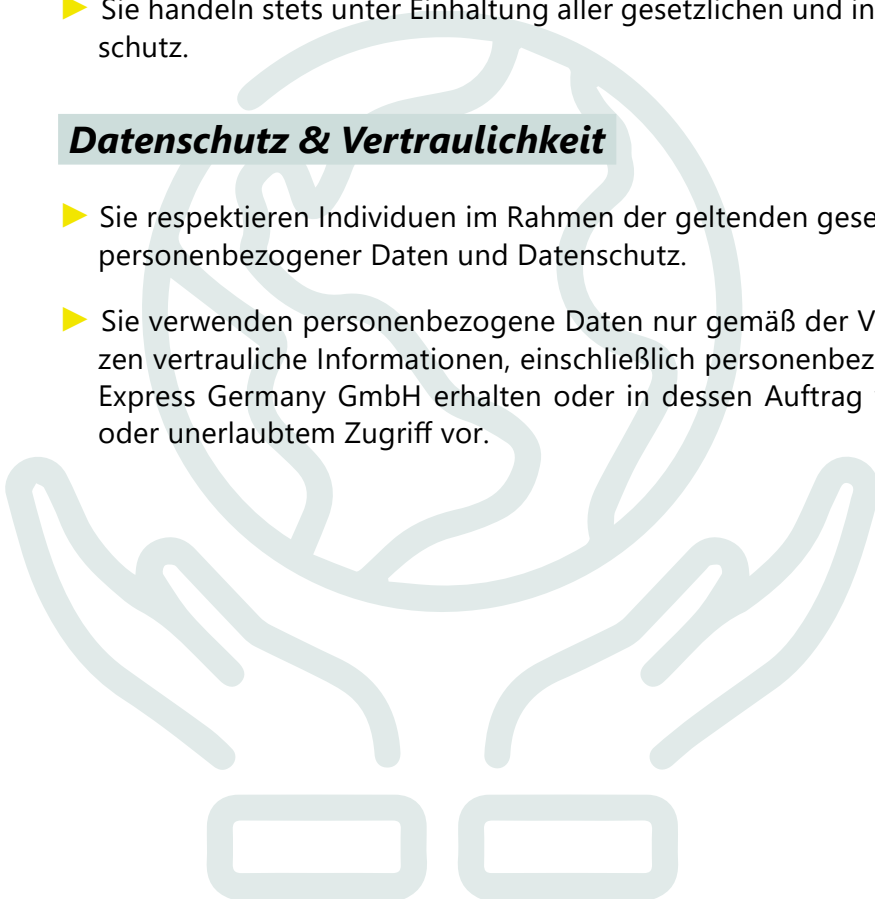 Sie handeln stets unter Einhaltung aller gesetzlichen und in
schutz.
Datenschutz & Vertraulichkeit
Sie respektieren Individuen im Rahmen der geltenden gese
personenbezogener Daten und Datenschutz.
Sie verwenden personenbezogene Daten nur gemäß der V
zen vertrauliche Informationen, einschließlich personenbez
Express Germany GmbH erhalten oder in dessen Auftrag
oder unerlaubtem Zugriff vor.